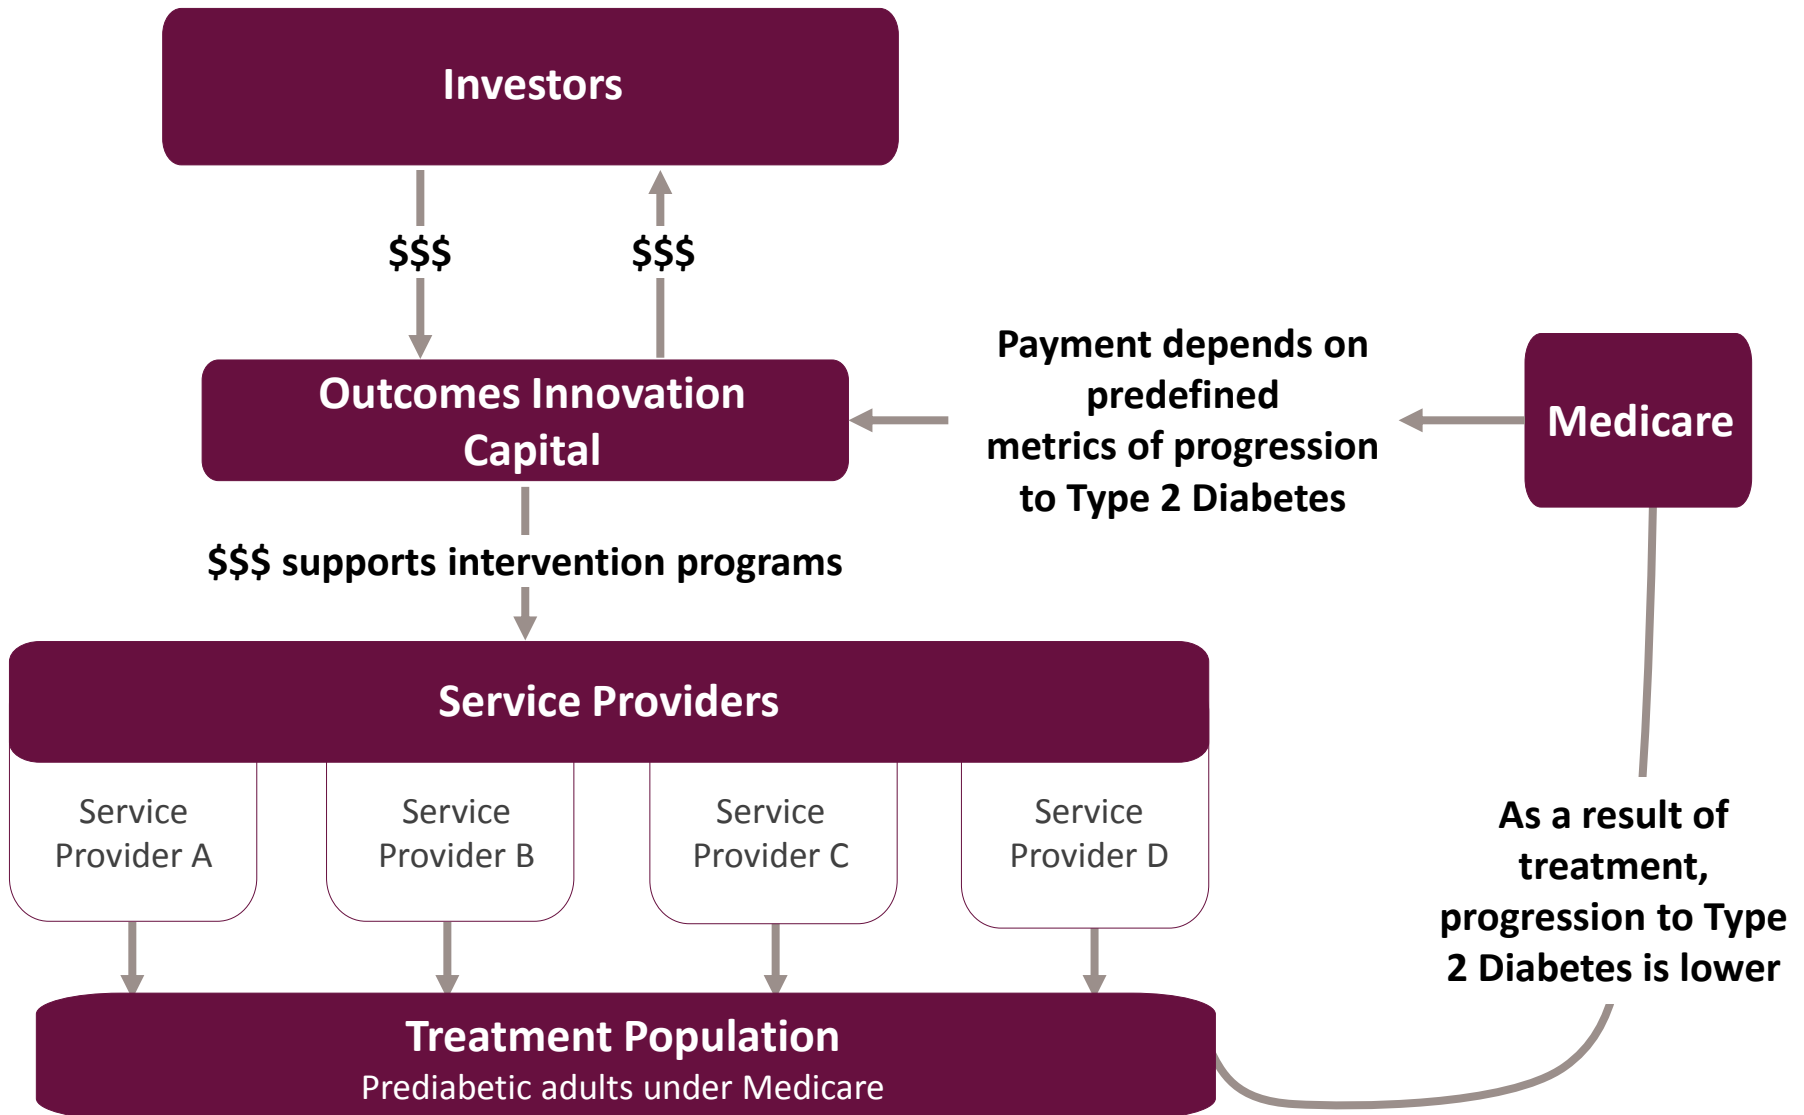 Investors
$$$
$$$
Outcomes Innovation
Capital
Payment depends on
predefined
metrics of progression
to Type 2 Diabetes
Medicare
$$$ supports intervention programs
Service Providers
Service
Provider A
Service
Provider B
Service
Provider C
Service
Provider D
As a result of
treatment,
progression to Type
2 Diabetes is lower
Treatment Population
Prediabetic adults under Medicare